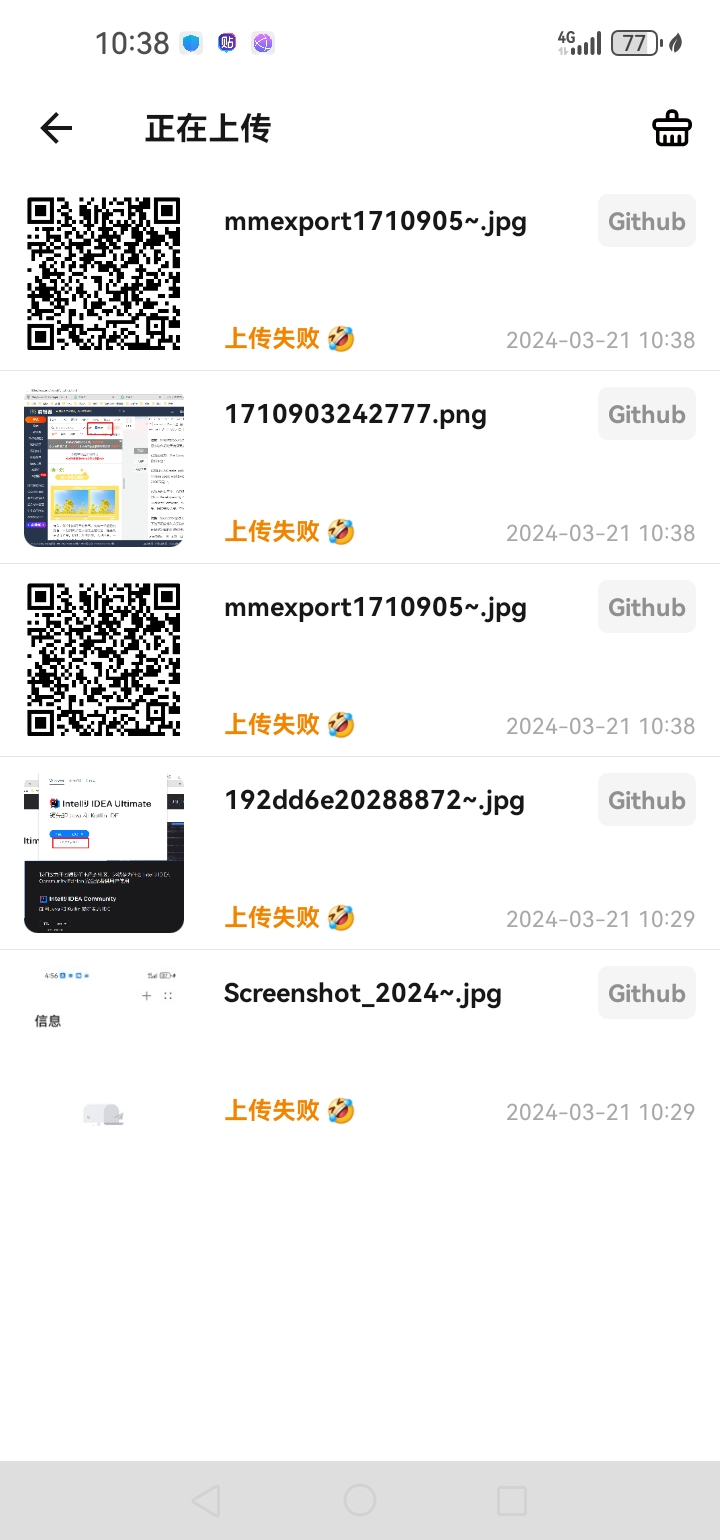 10:38
4G
77
正在上传
mmexport1710905~.jpg
Github
上传失败 🤣
2024-03-21 10:38
1710903242777.png
Github
上传失败 🤣
2024-03-21 10:38
mmexport1710905~.jpg
Github
上传失败 🤣
2024-03-21 10:38
IntelliJ IDEA Ultimate
IntelliJ IDEA Community
192dd6e20288872~.jpg
Github
上传失败 🤣
2024-03-21 10:29
4:56
信息
Screenshot_2024~.jpg
Github
上传失败 🤣
2024-03-21 10:29